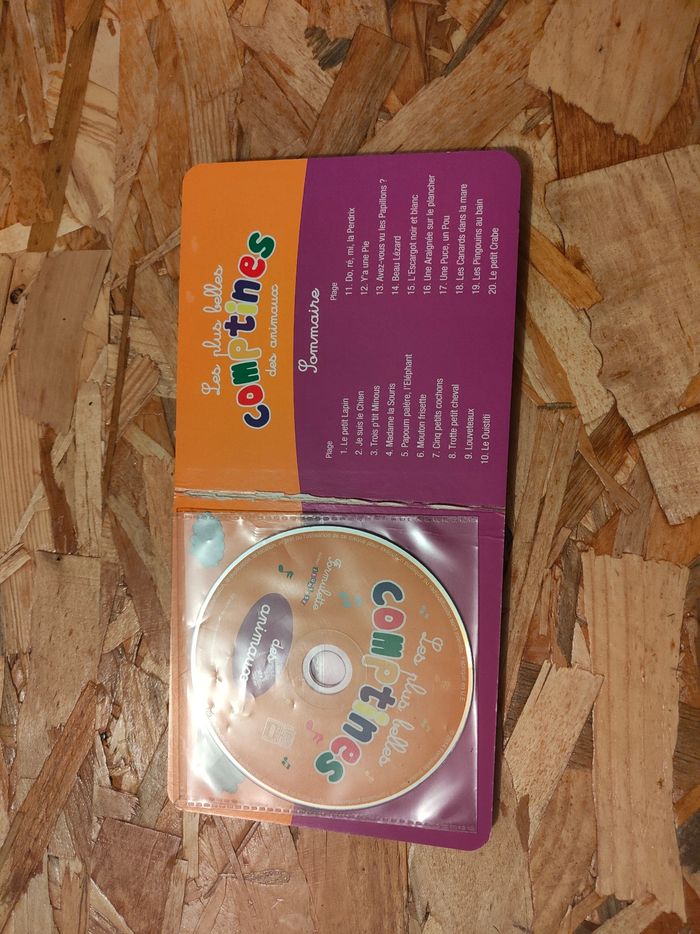 Les plus belles
comptines
des animaux
Sommaire
Plage
1. Le petit Lapin
2. Je suis le Chien
3. Trois p'tit Minous
4. Madame la Souris
5. Papoum palère, l'Eléphant
6. Mouton frisette
7. Cinq petits cochons
8. Trotte petit cheval
9. Louveteaux
10. Le Ouistiti
Plage
11. Do, ré, mi, la Perdrix
12. Y'a une Pie
13. Avez-vous vu les Papillons ?
14. Beau Lézard
15. L'Escargot noir et blanc
16. Une Araignée sur le plancher
17. Une Puce, un Pou
18. Les Canards dans la mare
19. Les Pingouins au bain
20. Le petit Crabe
Les plus belles
comptines
des
animaux
Formulette